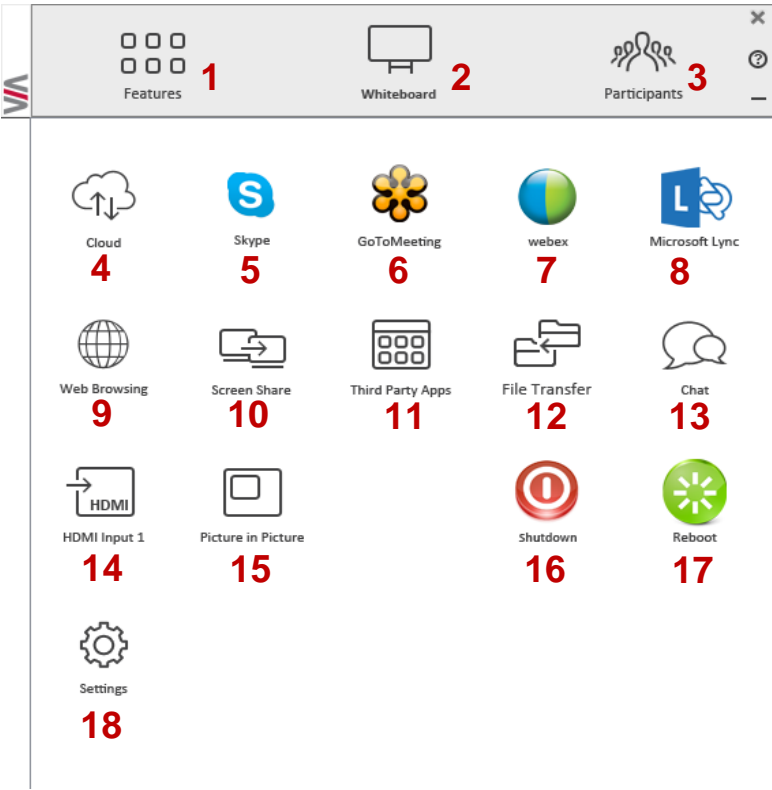 1
2
3
Features
Whiteboard
Participants
Cloud
Skype
GoToMeeting
webex
Microsoft Lync
4
5
6
7
8
Web Browsing
Screen Share
Third Party Apps
File Transfer
Chat
9
10
11
12
13
HDMI
HDMI Input 1
Picture in Picture
Shutdown
Reboot
14
15
16
17
Settings
18